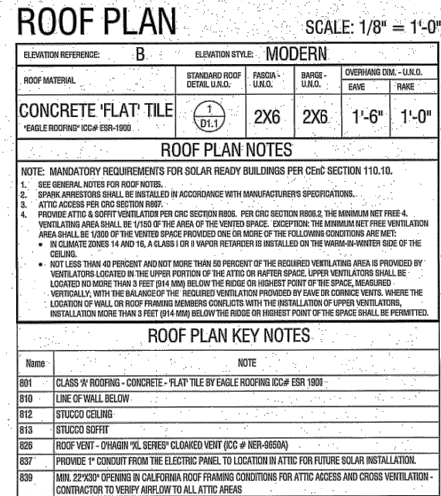 ROOF PLAN
SCALE: 1/8" = 1'-0"
ELEVATION REFERENCE: B ELEVATION STYLE: MODERN
ROOF MATERIAL
STANDARD ROOF DETAIL U.N.O.
FASCIA - U.N.O.
BARGE - U.N.O.
OVERHANG DIM. - U.N.O.
EAVE RAKE
CONCRETE 'FLAT' TILE
"EAGLE ROOFING" ICC# ESR-1900
1
D1.1
2X6 2X6 1'-6" 1'-0"
ROOF PLAN NOTES
NOTE: MANDATORY REQUIREMENTS FOR SOLAR READY BUILDINGS PER CEnC SECTION 110.10.
1. SEE GENERAL NOTES FOR ROOF NOTES.
2. SPARK ARRESTORS SHALL BE INSTALLED IN ACCORDANCE WITH MANUFACTURER'S SPECIFICATIONS.
3. ATTIC ACCESS PER CRC SECTION R807.
4. PROVIDE ATTIC & SOFFIT VENTILATION PER CRC SECTION R806. PER CRC SECTION R806.2, THE MINIMUM NET FREE 4.
VENTILATING AREA SHALL BE 1/150 OF THE AREA OF THE VENTED SPACE. EXCEPTION: THE MINIMUM NET FREE VENTILATION
AREA SHALL BE 1/300 OF THE VENTED SPACE PROVIDED ONE OR MORE OF THE FOLLOWING CONDITIONS ARE MET:
• IN CLIMATE ZONES 14 AND 16, A CLASS I OR II VAPOR RETARDER IS INSTALLED ON THE WARM-IN-WINTER SIDE OF THE
CEILING.
• NOT LESS THAN 40 PERCENT AND NOT MORE THAN 50 PERCENT OF THE REQUIRED VENTILATING AREA IS PROVIDED BY
VENTILATORS LOCATED IN THE UPPER PORTION OF THE ATTIC OR RAFTER SPACE. UPPER VENTILATORS SHALL BE
LOCATED NO MORE THAN 3 FEET (914 MM) BELOW THE RIDGE OR HIGHEST POINT OF THE SPACE, MEASURED
VERTICALLY, WITH THE BALANCE OF THE REQUIRED VENTILATION PROVIDED BY EAVE OR CORNICE VENTS. WHERE THE
LOCATION OF WALL OR ROOF FRAMING MEMBERS CONFLICTS WITH THE INSTALLATION OF UPPER VENTILATORS,
INSTALLATION MORE THAN 3 FEET (914 MM) BELOW THE RIDGE OR HIGHEST POINT OF THE SPACE SHALL BE PERMITTED.
ROOF PLAN KEY NOTES
Name NOTE
801 CLASS 'A' ROOFING - CONCRETE - 'FLAT' TILE BY EAGLE ROOFING ICC# ESR 1900
810 LINE OF WALL BELOW
812 STUCCO CEILING
813 STUCCO SOFFIT
826 ROOF VENT - O'HAGIN "XL SERIES" CLOAKED VENT (ICC # NER-9650A)
837 PROVIDE 1" CONDUIT FROM THE ELECTRIC PANEL TO LOCATION IN ATTIC FOR FUTURE SOLAR INSTALLATION.
839 MIN. 22"X30" OPENING IN CALIFORNIA ROOF FRAMING CONDITIONS FOR ATTIC ACCESS AND CROSS VENTILATION -
CONTRACTOR TO VERIFY AIRFLOW TO ALL ATTIC AREAS